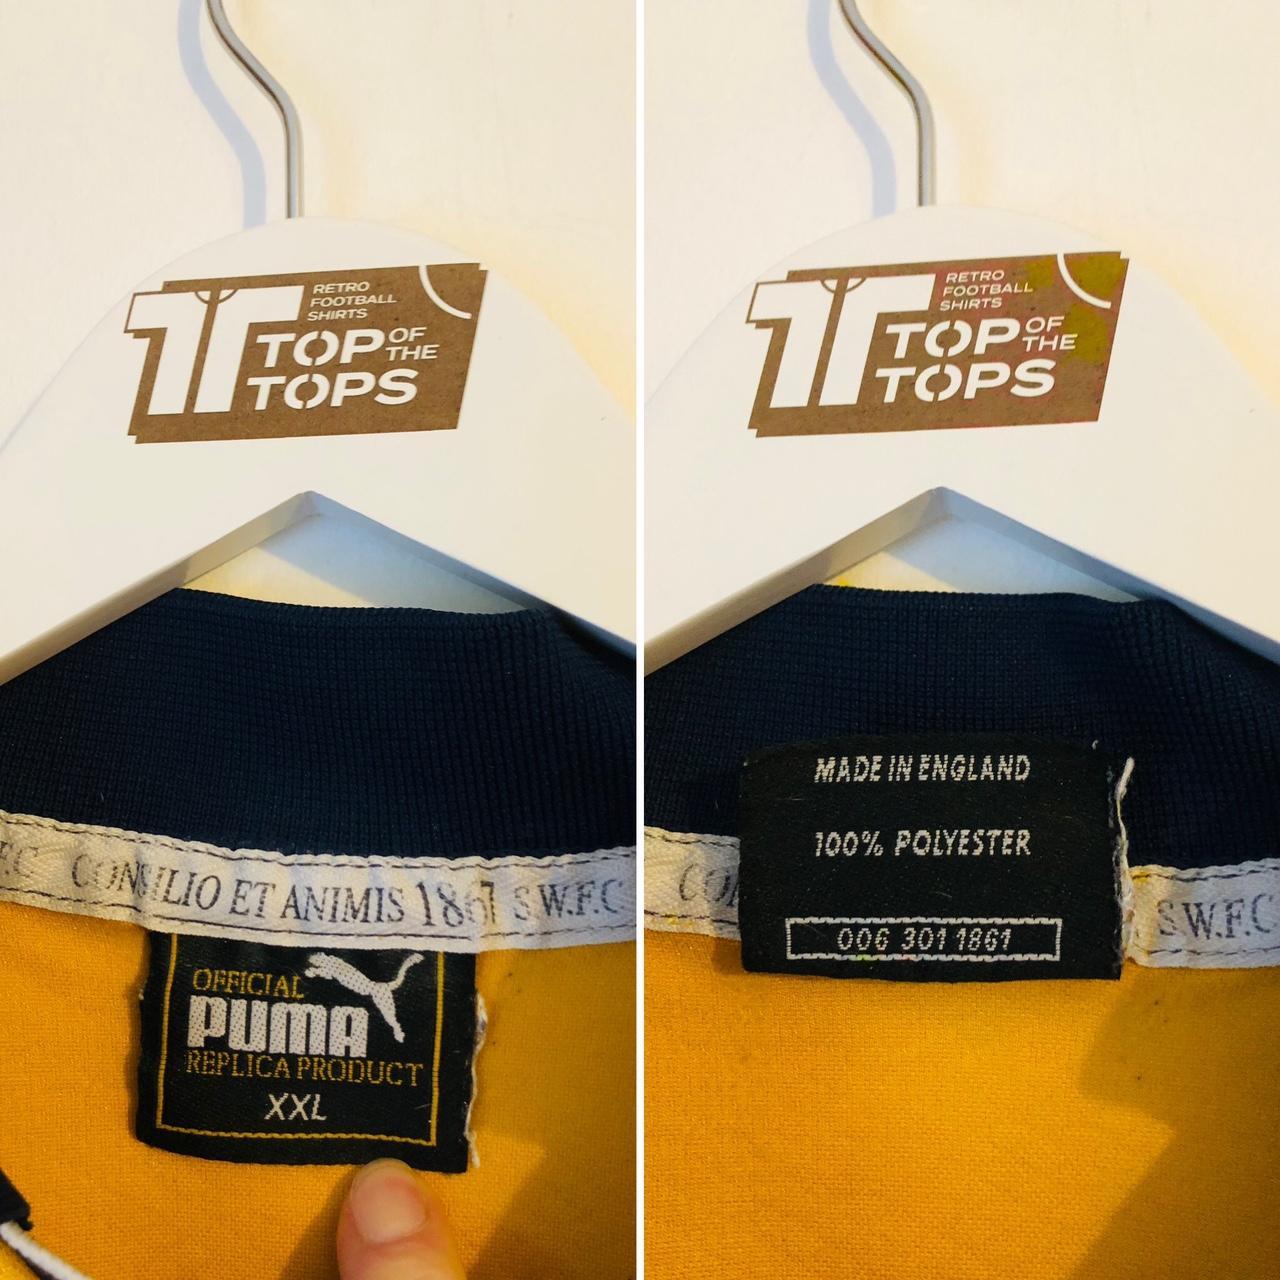 RETRO
FOOTBALL
SHIRTS
TOP OF THE
TOPS
.F.C CONSILIO ET ANIMIS 1867 S.W.F.C
OFFICIAL
PUMA
REPLICA PRODUCT
XXL
RETRO
FOOTBALL
SHIRTS
TOP OF THE
TOPS
MADE IN ENGLAND
100% POLYESTER
006 301 1861
CO
S.W.F.C